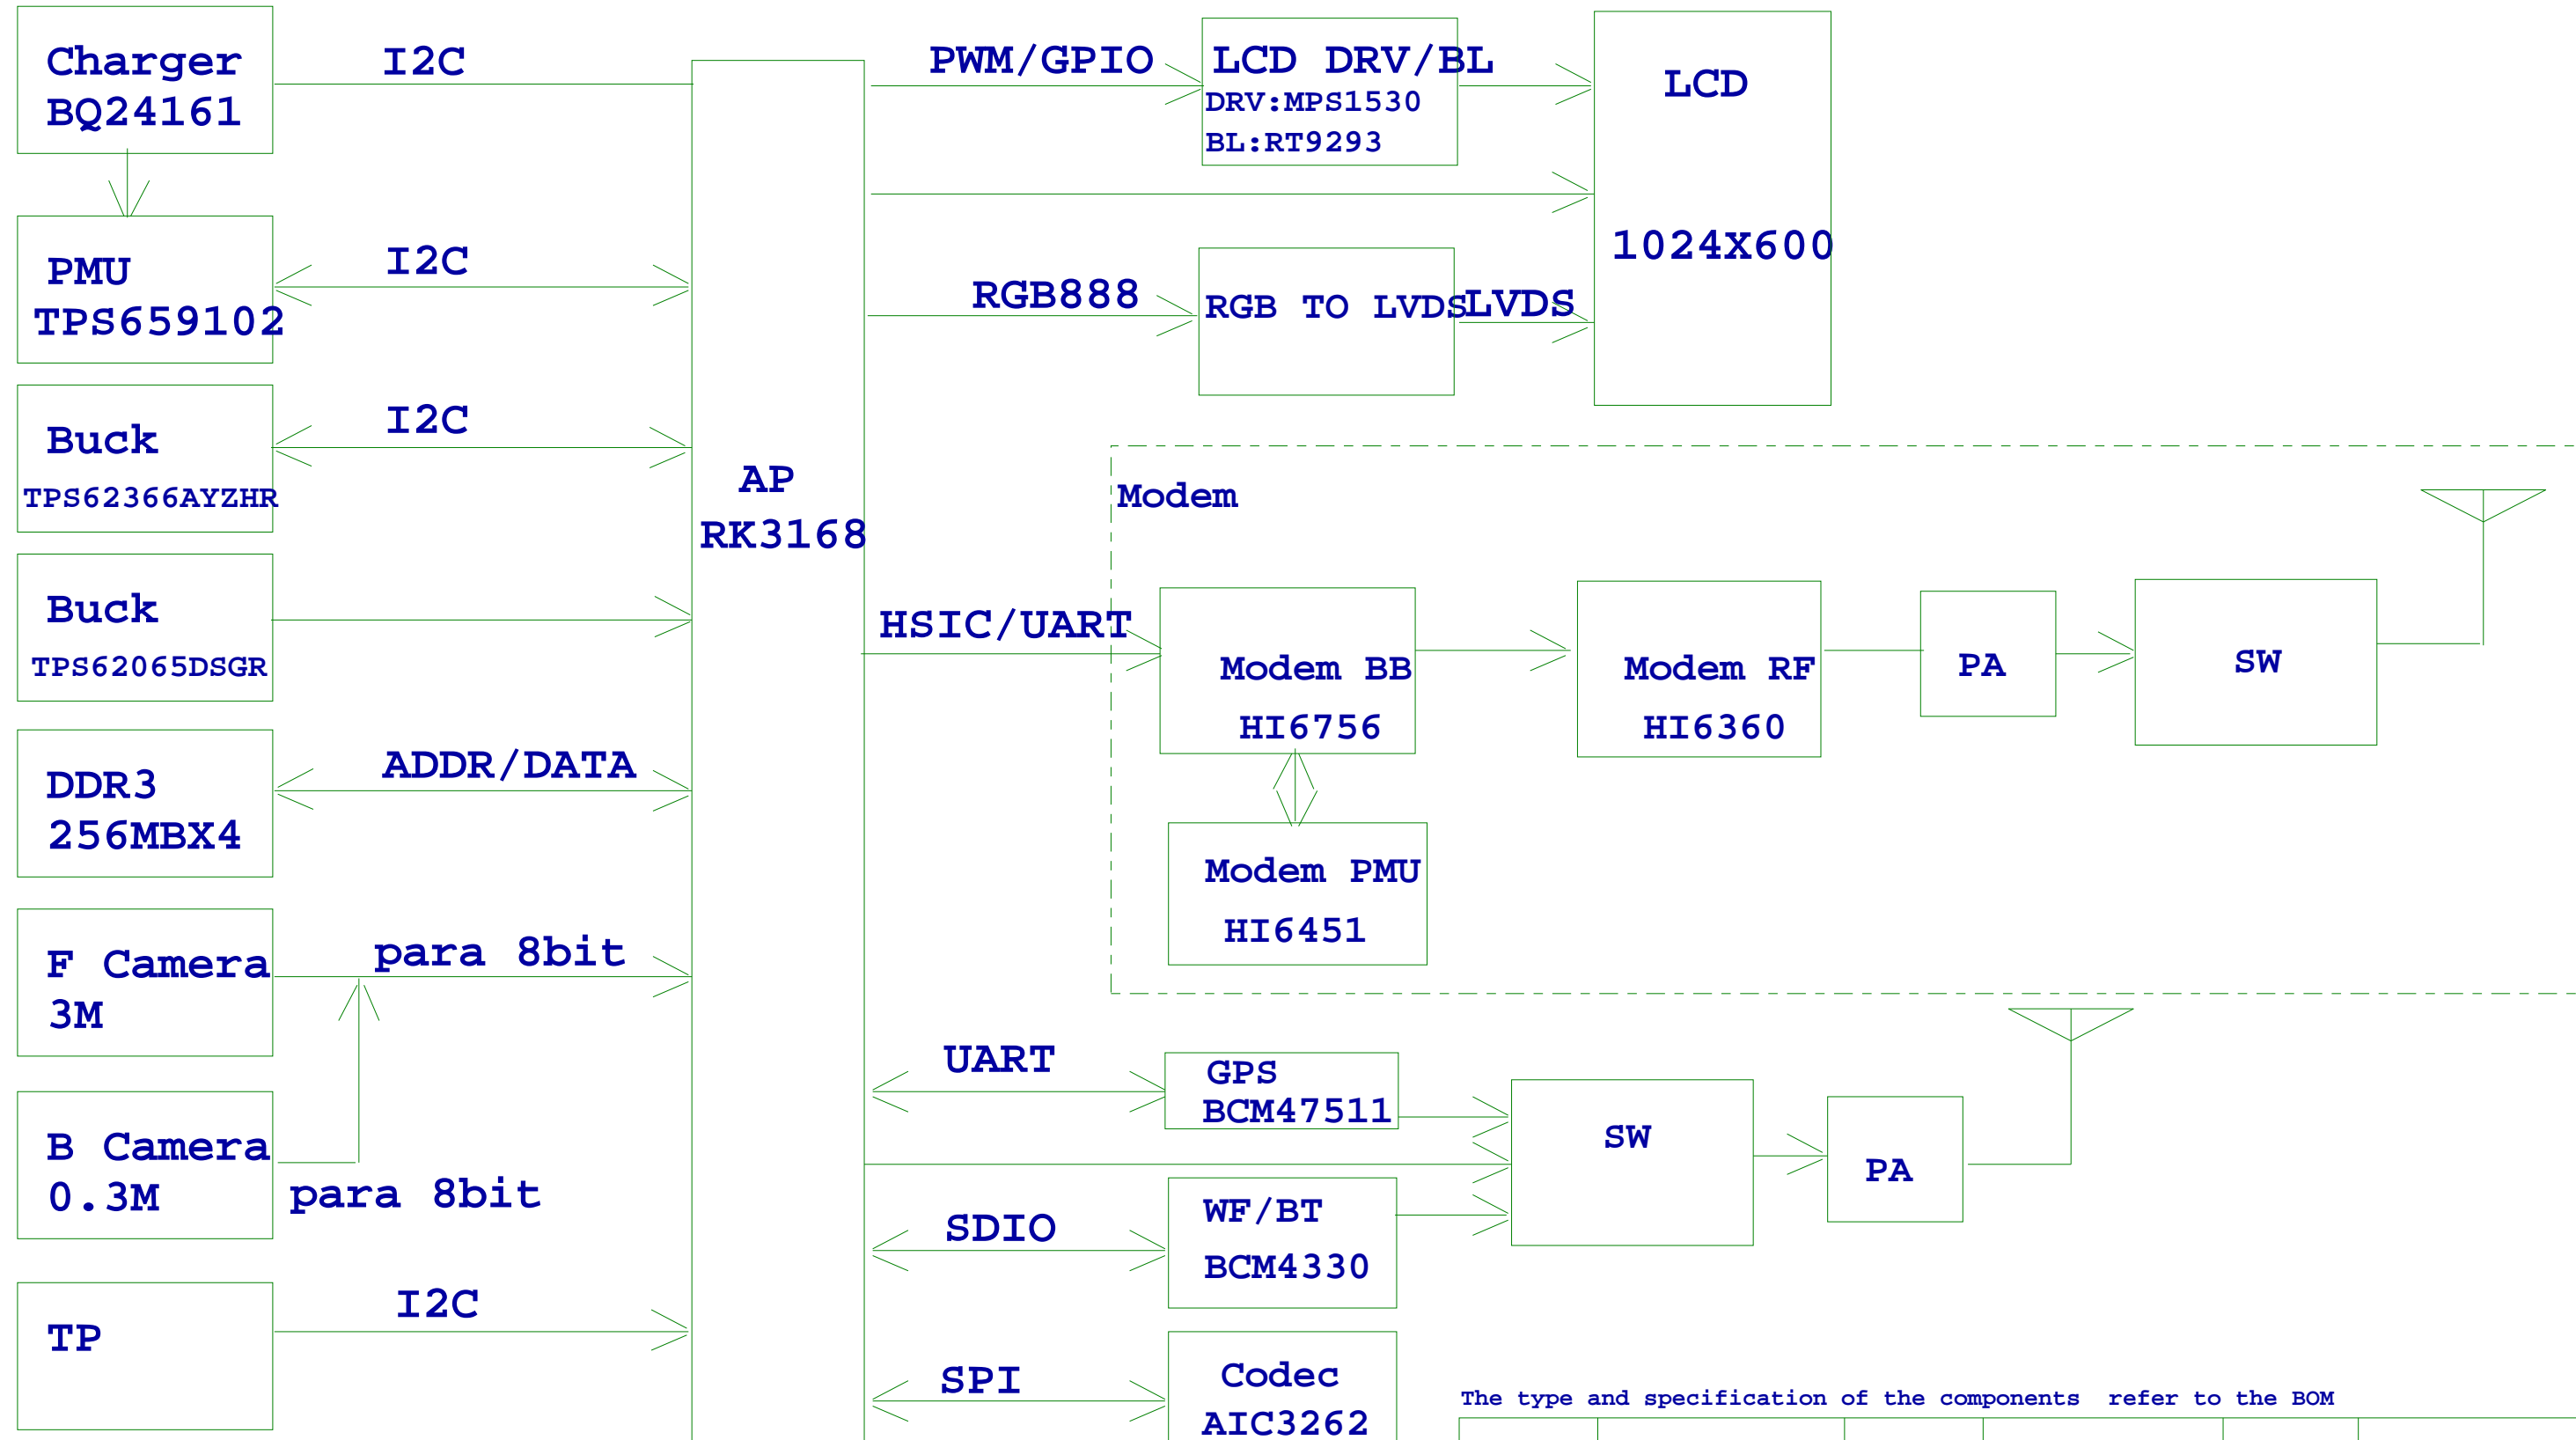 Charger
BQ24161
I2C
PMU
TPS659102
I2C
Buck
TPS62366AYZHR
I2C
Buck
TPS62065DSGR
DDR3
256MBX4
ADDR/DATA
F Camera
3M
para 8bit
B Camera
0.3M
para 8bit
TP
I2C
AP
RK3168
PWM/GPIO
LCD DRV/BL
DRV:MPS1530
BL:RT9293
LCD
1024X600
RGB888
RGB TO LVDS
LVDS
Modem
HSIC/UART
Modem BB
HI6756
Modem RF
HI6360
PA
SW
Modem PMU
HI6451
UART
GPS
BCM47511
SW
PA
SDIO
WF/BT
BCM4330
SPI
Codec
AIC3262
The type and specification of the components  refer to the BOM